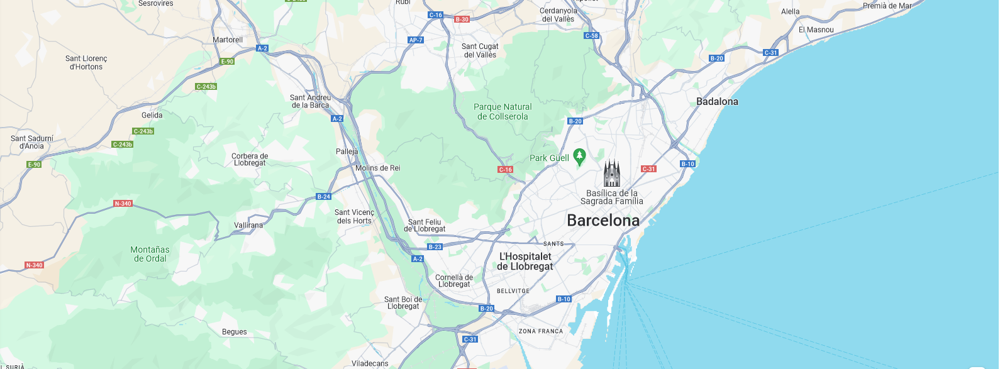 Sesrovires
Rubí
Cerdanyola
del Vallès
Alella
Premià de Mar
C-16
B-30
El Masnou
Martorell
AP-7
C-58
A-2
Sant Cugat
del Vallès
C-31
B-20
Sant Llorenç
d'Hortons
E-90
C-243b
Sant Andreu
de la Barca
Badalona
Parque Natural
de Collserola
Gelida
A-2
B-20
C-243b
Sant Sadurní
d'Anoia
C-243b
Pallejà
Corbera de
Llobregat
Park Güell
E-90
Molins de Rei
C-16
C-31
B-10
Basílica de la
Sagrada Família
B-24
N-340
Sant Vicenç
dels Horts
Barcelona
Vallirana
Sant Feliu
de Llobregat
SANTS
B-23
Montañas
de Ordal
A-2
L'Hospitalet
de Llobregat
N-340
Cornellà de
Llobregat
BELLVITGE
Sant Boi de
Llobregat
B-10
B-20
Begues
ZONA FRANCA
C-31
Viladecans